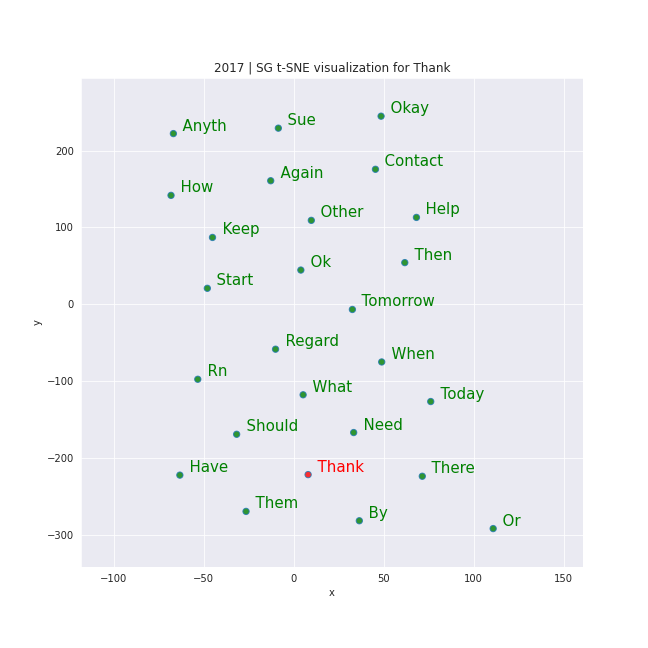 2017 | SG t-SNE visualization for Thank
Okay
Sue
Anyth
Contact
Again
How
Help
Other
Keep
Then
Ok
Start
Tomorrow
Regard
When
Rn
What
Today
Should
Need
Have
Thank
There
Them
By
Or
200
100
0
−100
−200
−300
y
−100
−50
0
50
100
150
x